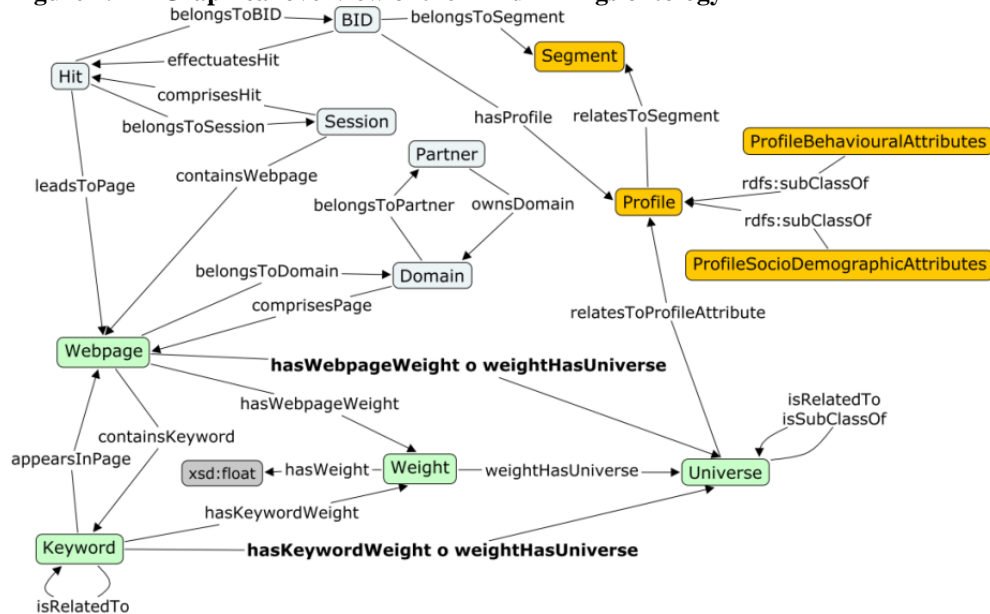 belongsToBID
BID
belongsToSegment
Segment
effectuatesHit
Hit
comprisesHit
belongsToSession
Session
hasProfile
relatesToSegment
Partner
ProfileBehaviouralAttributes
leadsToPage
containsWebpage
rdfs:subClassOf
belongsToPartner
ownsDomain
Profile
rdfs:subClassOf
belongsToDomain
Domain
ProfileSocioDemographicAttributes
comprisesPage
relatesToProfileAttribute
Webpage
hasWebpageWeight o weightHasUniverse
hasWebpageWeight
isRelatedTo
isSubClassOf
containsKeyword
appearsInPage
xsd:float
hasWeight
Weight
weightHasUniverse
Universe
hasKeywordWeight
Keyword
hasKeywordWeight o weightHasUniverse
isRelatedTo